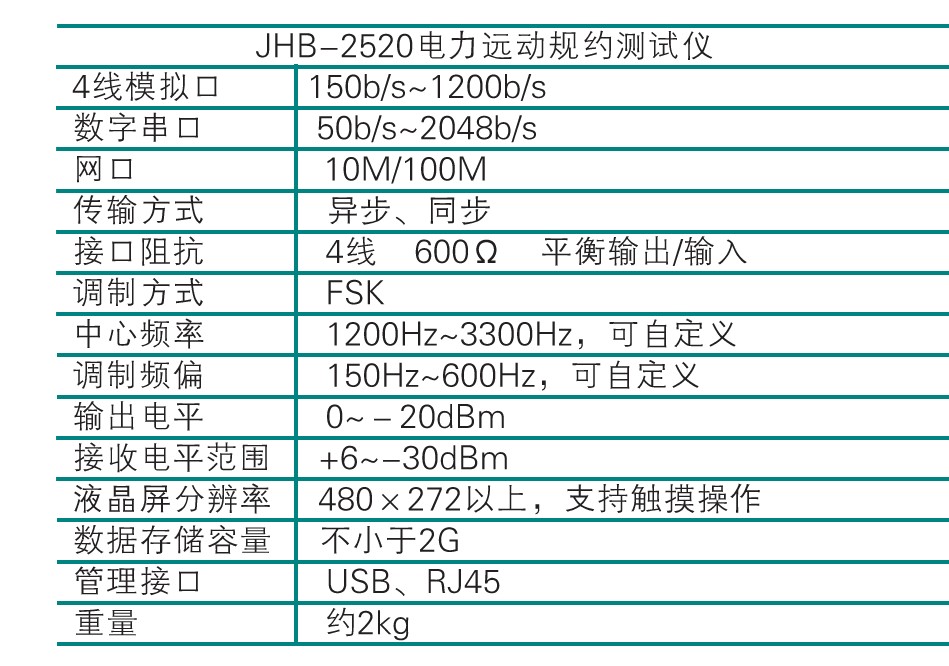 JHB-2520电力远动规约测试仪
4线模拟口 150b/s~1200b/s
数字串口 50b/s~2048b/s
网口 10M/100M
传输方式 异步、同步
接口阻抗 4线 600Ω 平衡输出/输入
调制方式 FSK
中心频率 1200Hz~3300Hz，可自定义
调制频偏 150Hz~600Hz，可自定义
输出电平 0~-20dBm
接收电平范围 +6~-30dBm
液晶屏分辨率 480×272以上，支持触摸操作
数据存储容量 不小于2G
管理接口 USB、RJ45
重量 约2kg